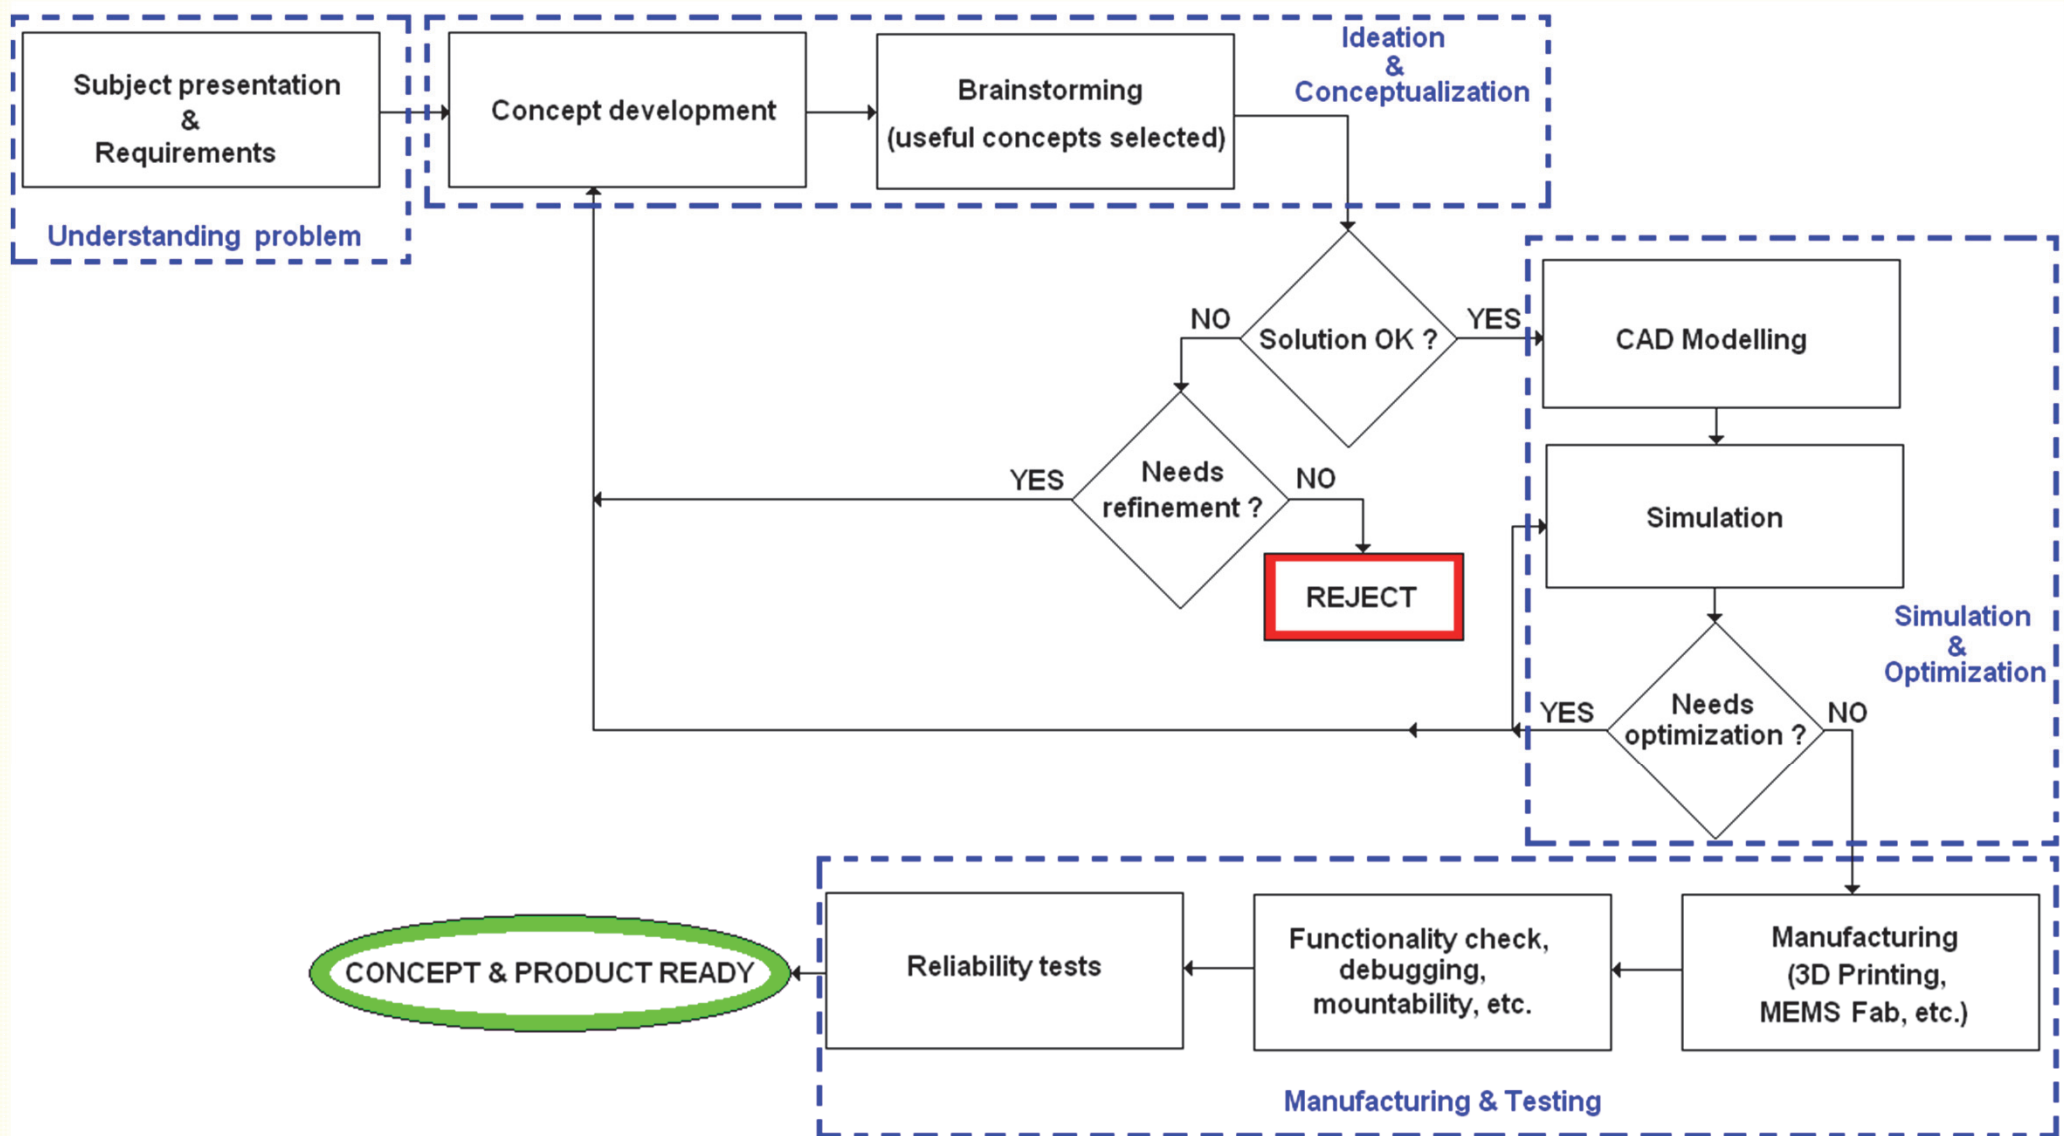 Subject presentation
&
Requirements
Understanding problem
Concept development
Brainstorming
(useful concepts selected)
Ideation
&
Conceptualization
Solution OK ?
NO
YES
CAD Modelling
Needs
refinement ?
YES
NO
REJECT
Simulation
Simulation
&
Optimization
Needs
optimization ?
YES
NO
Manufacturing
(3D Printing,
MEMS Fab, etc.)
Functionality check,
debugging,
mountability, etc.
Reliability tests
CONCEPT & PRODUCT READY
Manufacturing & Testing